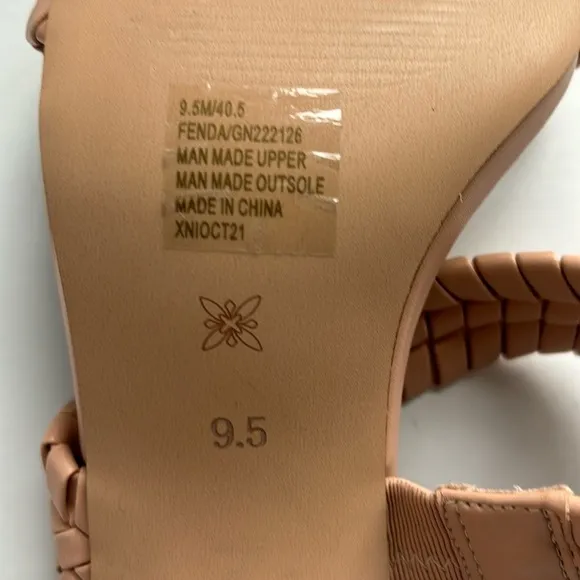 9.5M/40.5
FENDA/GN222126
MAN MADE UPPER
MAN MADE OUTSOLE
MADE IN CHINA
XNIOCT21
9.5